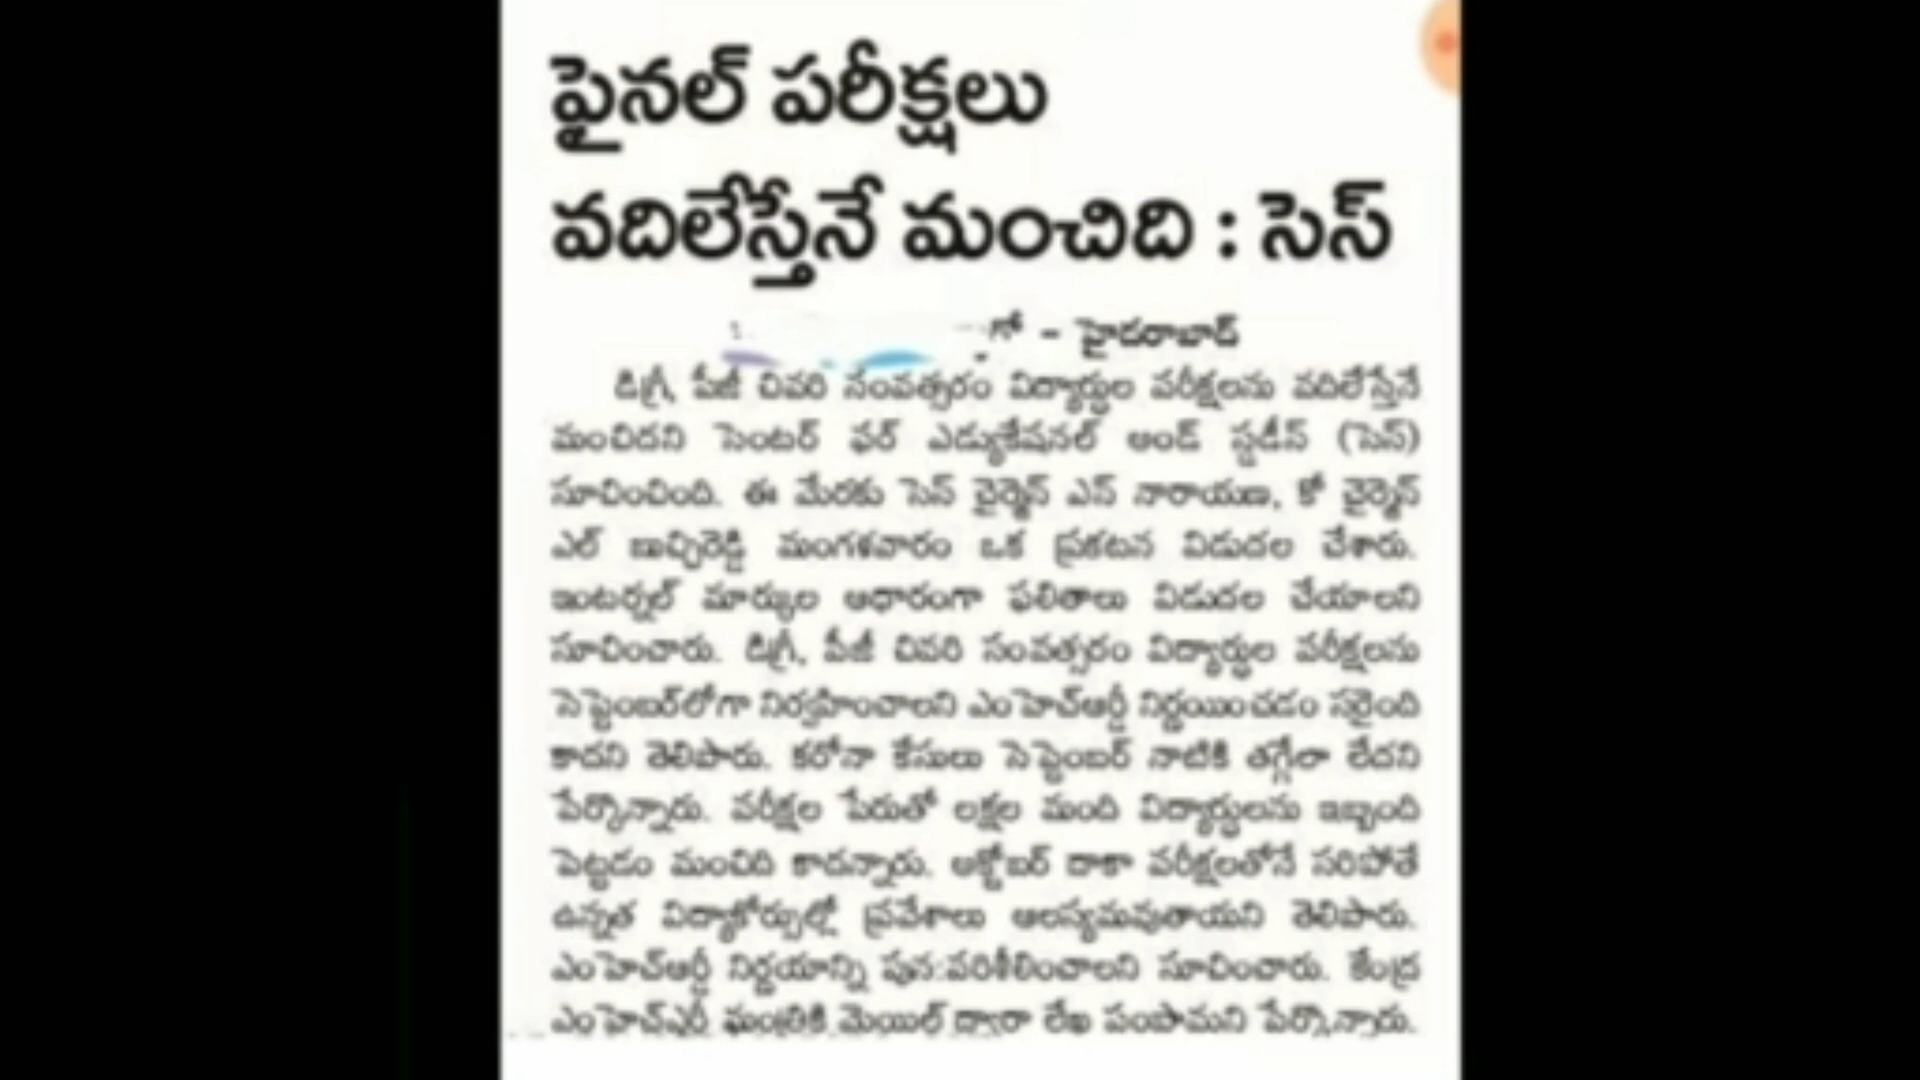 ఫైనల్ పరీక్షలు
వదిలేస్తేనే మంచిది : సెస్
- హైదరాబాద్
డిగ్రీ, పీజీ చివరి సంవత్సరం విద్యార్థుల పరీక్షలను వదిలేస్తేనే
మంచిదని సెంటర్ ఫర్ ఎడ్యుకేషనల్ అండ్ స్టడీస్ (సెస్)
సూచించింది. ఈ మేరకు సెస్ చైర్మెన్ ఎన్ నారాయణ, కో చైర్మెన్
ఎల్ బుచ్చిరెడ్డి మంగళవారం ఒక ప్రకటన విడుదల చేశారు.
ఇంటర్నల్ మార్కుల ఆధారంగా ఫలితాలు విడుదల చేయాలని
సూచించారు. డిగ్రీ, పీజీ చివరి సంవత్సరం విద్యార్థుల పరీక్షలను
సెప్టెంబర్‌లోగా నిర్వహించాలని ఎంహెచ్ఆర్డీ నిర్ణయించడం సరైంది
కాదని తెలిపారు. కరోనా కేసులు సెప్టెంబర్ నాటికి తగ్గేలా లేదని
పేర్కొన్నారు. పరీక్షల పేరుతో లక్షల మంది విద్యార్థులను ఇబ్బంది
పెట్టడం మంచిది కాదన్నారు. అక్టోబర్ దాకా పరీక్షలతోనే సరిపోతే
ఉన్నత విద్యాకోర్సుల్లో ప్రవేశాలు ఆలస్యమవుతాయని తెలిపారు.
ఎంహెచ్ఆర్డీ నిర్ణయాన్ని పున:పరిశీలించాలని సూచించారు. కేంద్ర
ఎంహెచ్ఆర్డీ మంత్రికి మెయిల్ ద్వారా లేఖ పంపామని పేర్కొన్నారు.